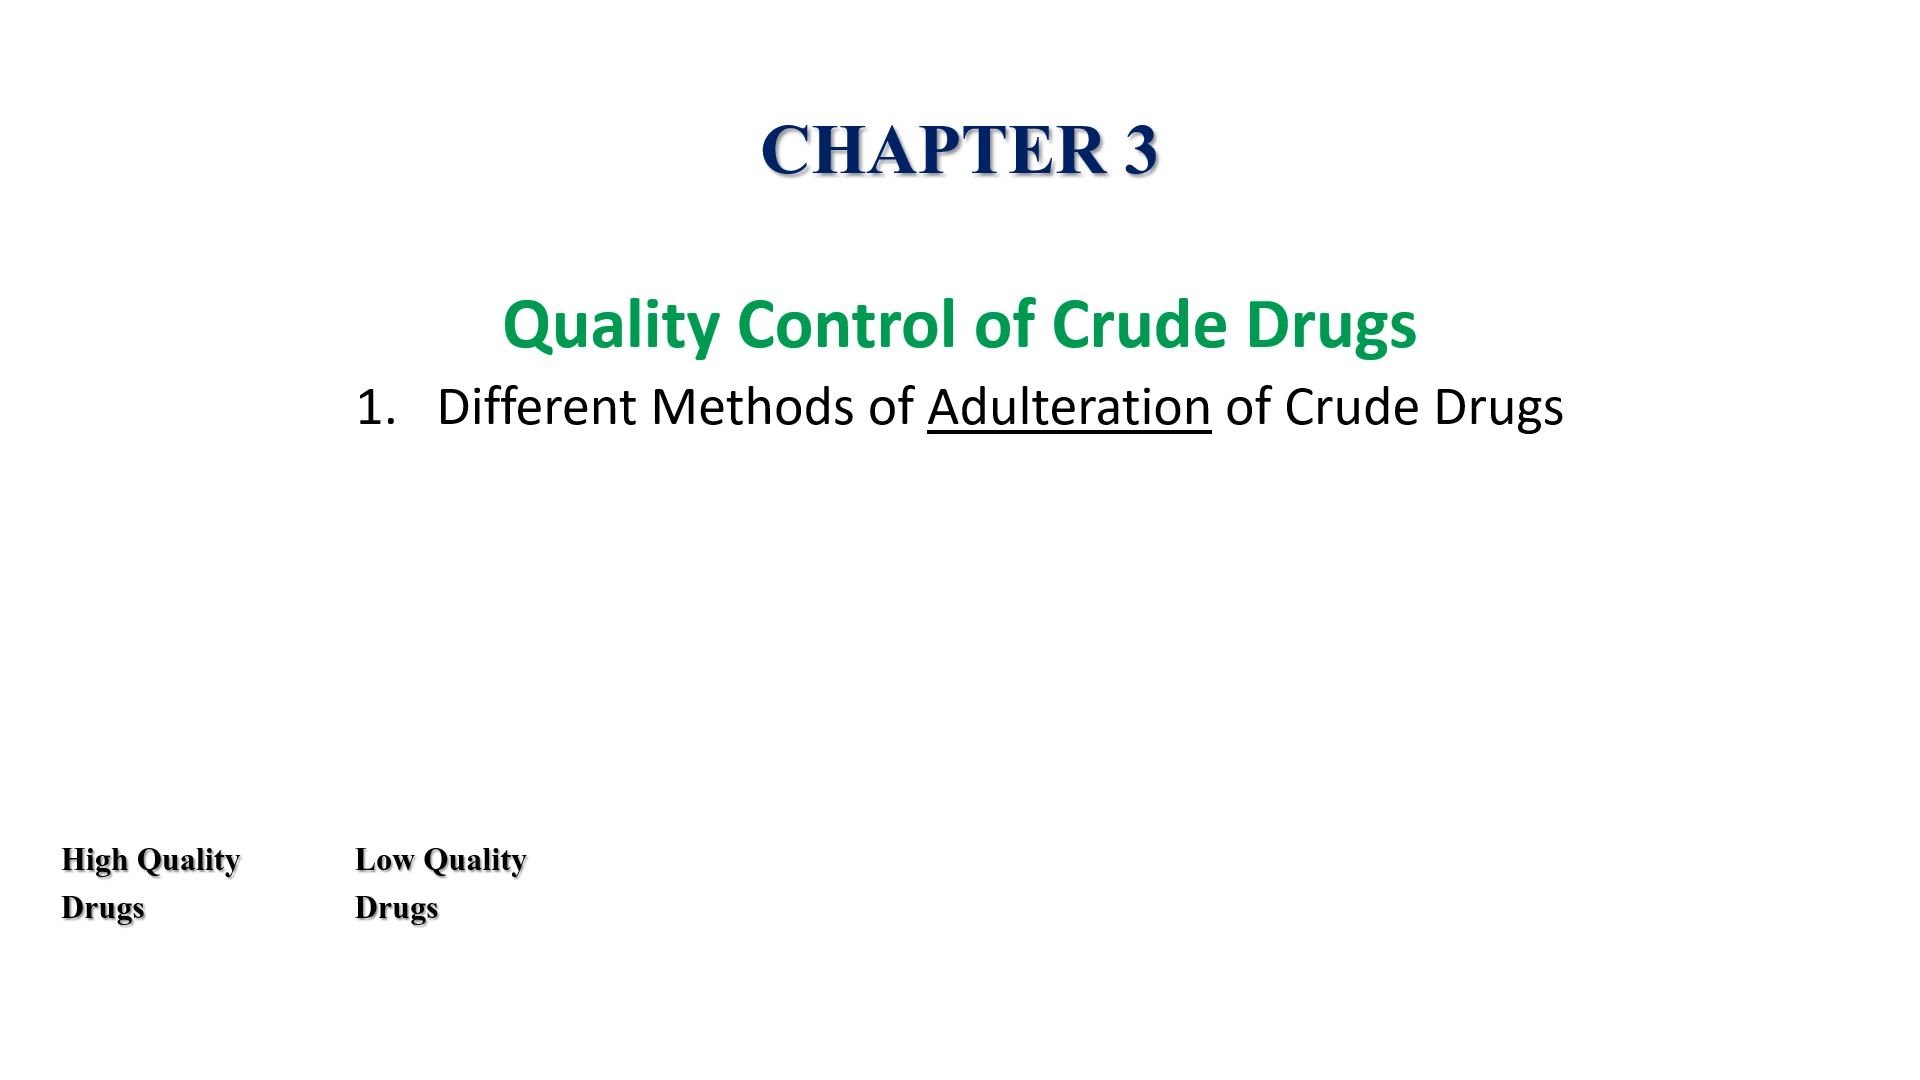 CHAPTER 3
Quality Control of Crude Drugs
1. Different Methods of Adulteration of Crude Drugs
High Quality
Drugs
Low Quality
Drugs